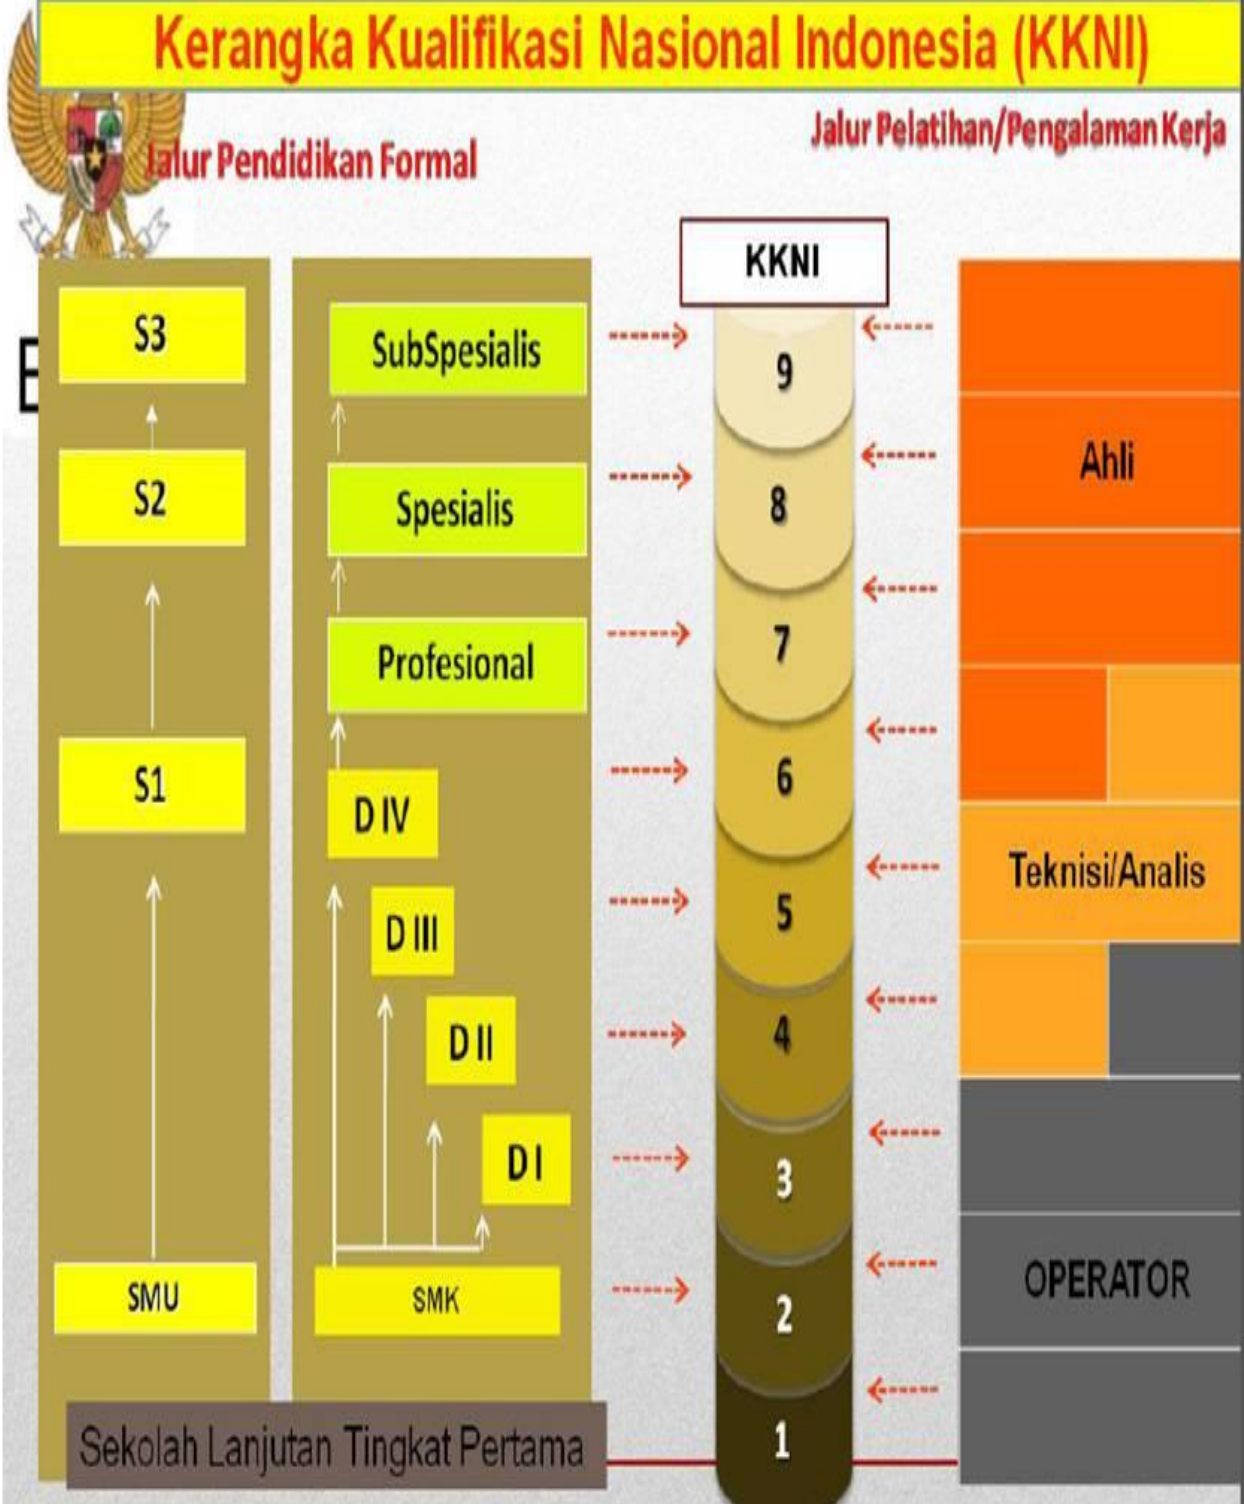 Kerangka Kualifikasi Nasional Indonesia (KKNI)
Jalur Pendidikan Formal
Jalur Pelatihan/Pengalaman Kerja
KKNI
S3
SubSpesialis
9
S2
Spesialis
8
Ahli
Profesional
7
S1
D IV
6
D III
5
Teknisi/Analis
D II
4
D I
3
SMU
SMK
2
OPERATOR
Sekolah Lanjutan Tingkat Pertama
1